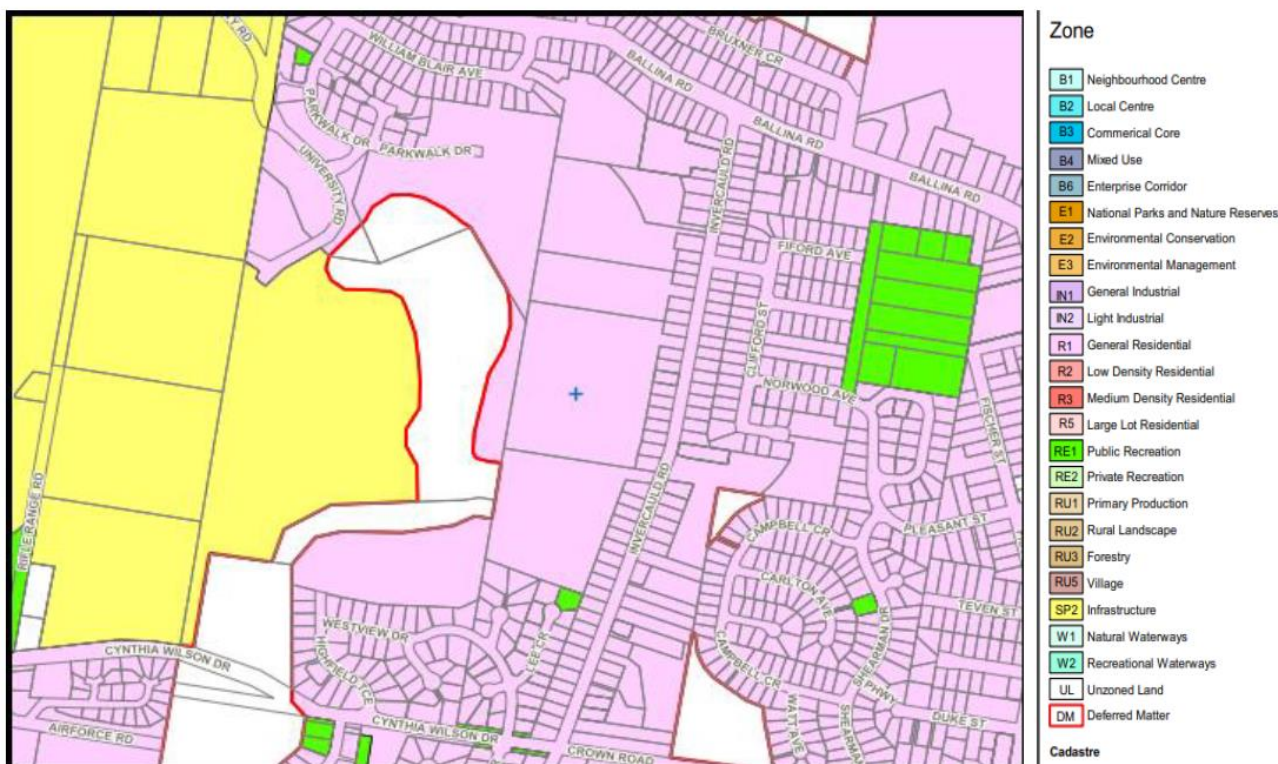 RY RD
WILLIAM BLAIR AVE
BRUXNER CR
BALLINA RD
PARKWALK DR
PARKWALK DR
UNIVERSITY RD
BALLINA RD
BALLINA RD
INVERCAULD RD
FIFORD AVE
CLIFFORD ST
NORWOOD AVE
FISCHER ST
RIFLE RANGE RD
INVERCAULD RD
CAMPBELL CR
PLEASANT ST
CARLTON AVE
TEVEN ST
WESTVIEW DR
LEE CR
HIGHFIELD TCE
SHEARMAN DR
CYNTHIA WILSON DR
CAMPBELL CR
PHWY
WATT AVE
SHEARMA
DUKE ST
AIRFORCE RD
CYNTHIA WILSON DR
CROWN ROAD
Zone
B1 Neighbourhood Centre
B2 Local Centre
B3 Commerical Core
B4 Mixed Use
B6 Enterprise Corridor
E1 National Parks and Nature Reserves
E2 Environmental Conservation
E3 Environmental Management
IN1 General Industrial
IN2 Light Industrial
R1 General Residential
R2 Low Density Residential
R3 Medium Density Residential
R5 Large Lot Residential
RE1 Public Recreation
RE2 Private Recreation
RU1 Primary Production
RU2 Rural Landscape
RU3 Forestry
RU5 Village
SP2 Infrastructure
W1 Natural Waterways
W2 Recreational Waterways
UL Unzoned Land
DM Deferred Matter
Cadastre